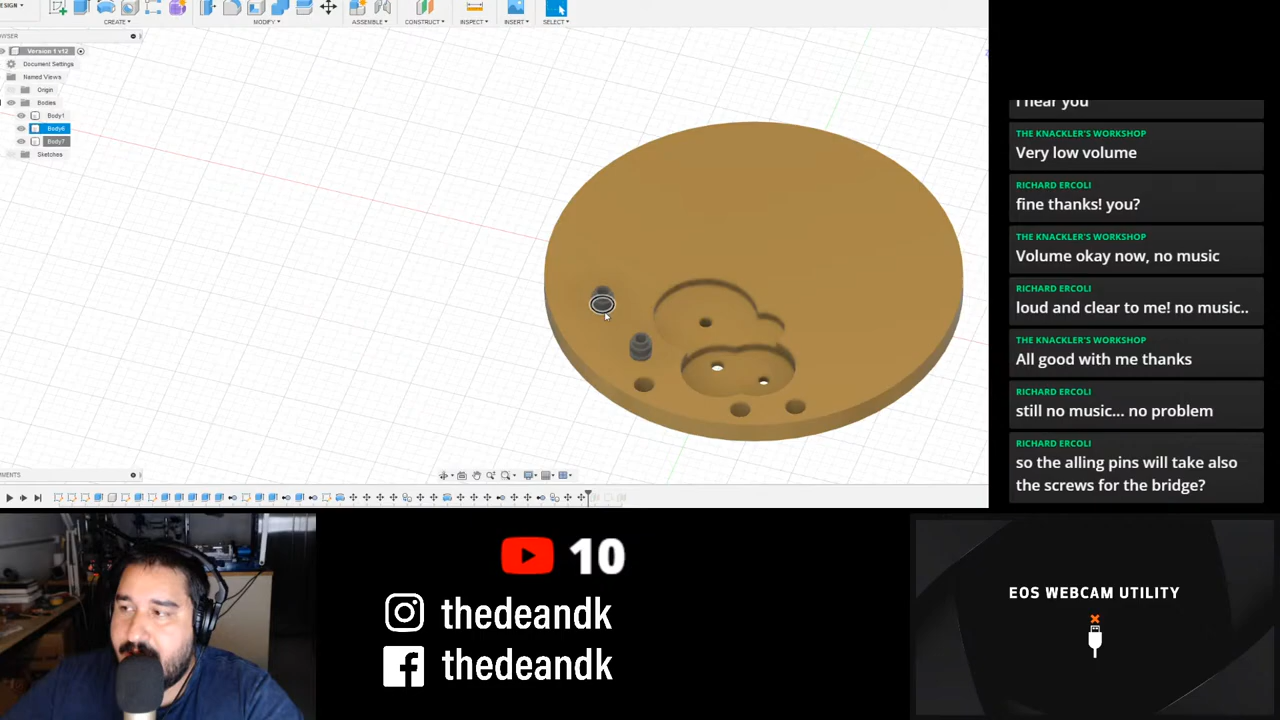 ESIGN
CREATE
MODIFY
ASSEMBLE
CONSTRUCT
INSPECT
INSERT
SELECT
OWSER
Version 1 v12
Document Settings
Named Views
Origin
Bodies
Body1
Body6
Body7
Sketches
MMENTS
I hear you
THE KNACKLER'S WORKSHOP
Very low volume
RICHARD ERCOLI
fine thanks! you?
THE KNACKLER'S WORKSHOP
Volume okay now, no music
RICHARD ERCOLI
loud and clear to me! no music..
THE KNACKLER'S WORKSHOP
All good with me thanks
RICHARD ERCOLI
still no music... no problem
RICHARD ERCOLI
so the alling pins will take also
the screws for the bridge?
10
thedeandk
thedeandk
EOS WEBCAM UTILITY